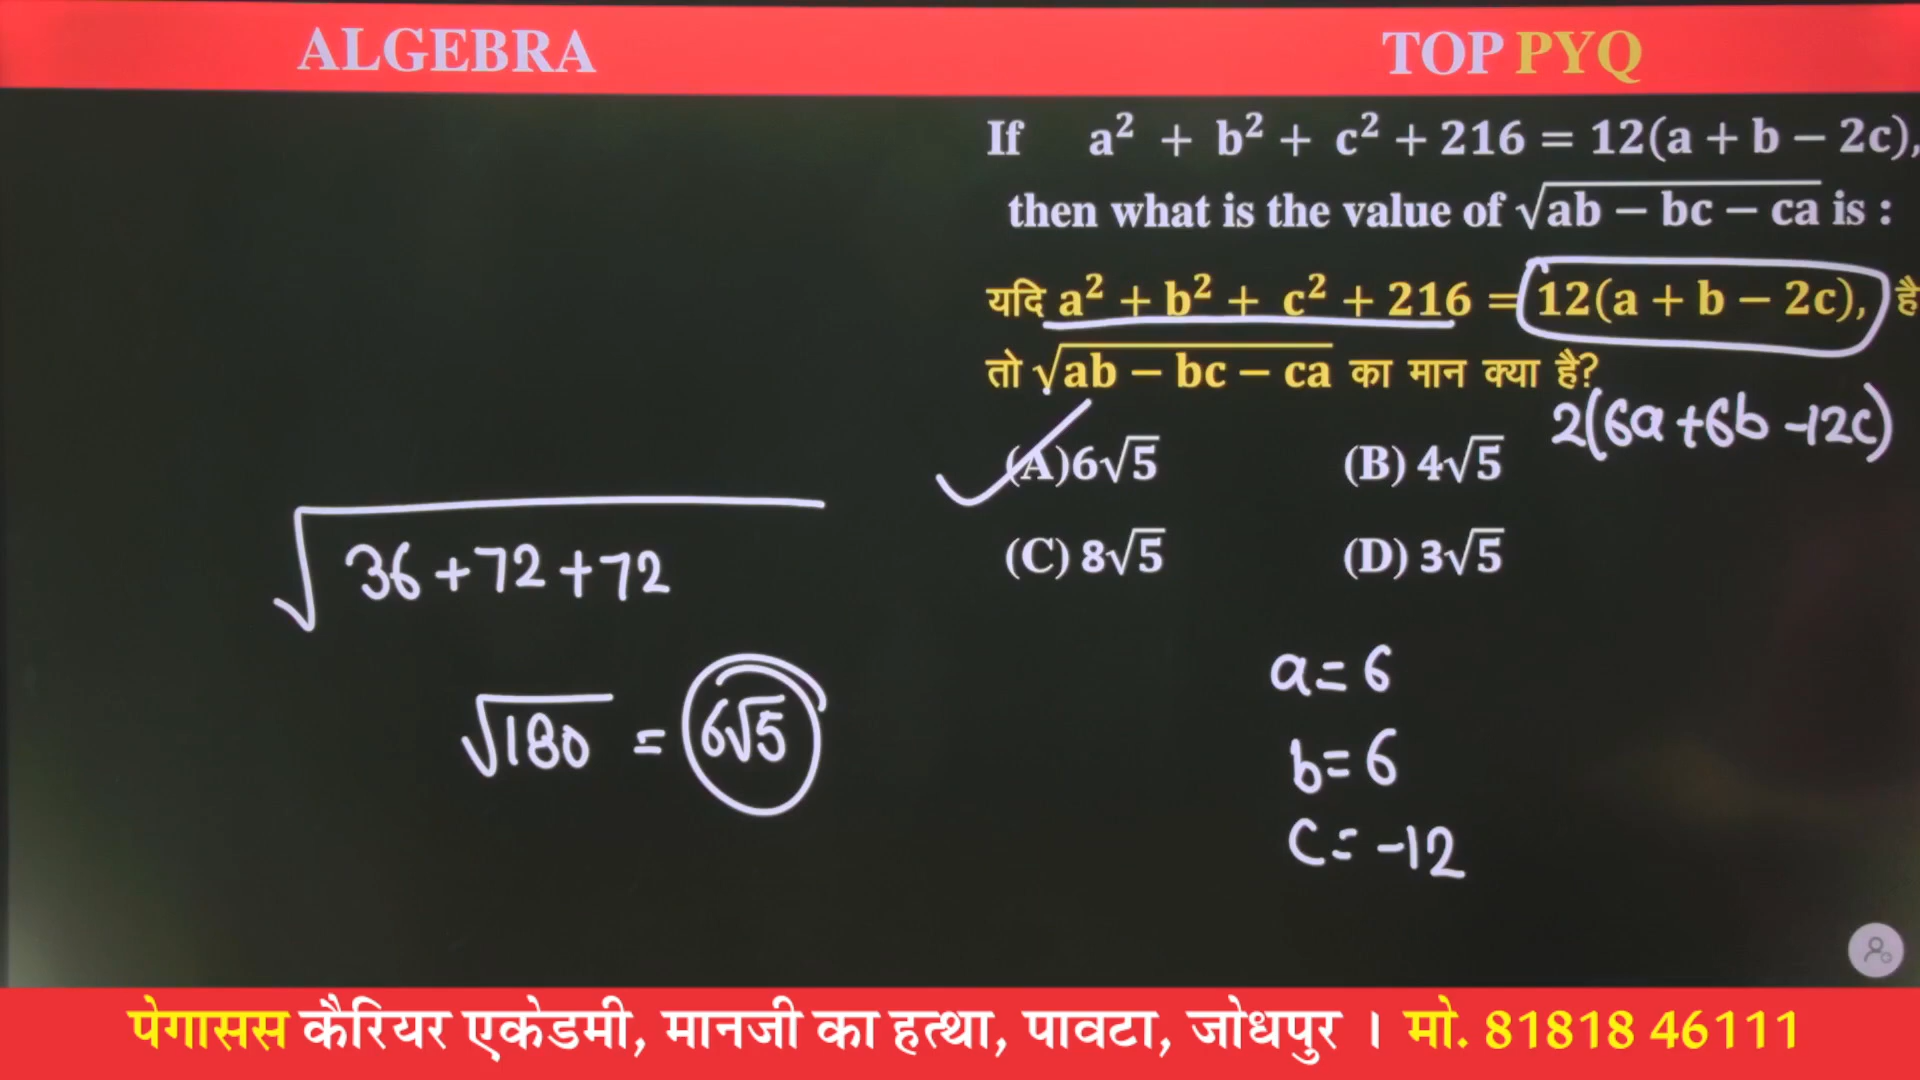 ALGEBRA
TOP PYQ
If a² + b² + c² + 216 = 12(a + b − 2c),
then what is the value of √ab − bc − ca is :
यदि a² + b² + c² + 216 = 12(a + b − 2c), है
तो √ab − bc − ca का मान क्या है?
2(6a+6b-12c)
(A)6√5
(B) 4√5
(C) 8√5
(D) 3√5
√36+72+72
√180 = 6√5
a=6
b=6
c=-12
पेगासस कैरियर एकेडमी, मानजी का हत्था, पावटा, जोधपुर । मो. 81818 46111